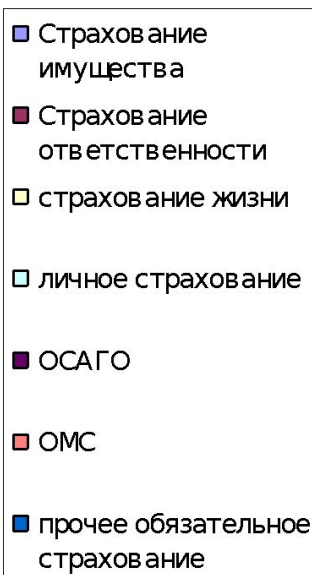 Страхование
имущества
Страхование
ответственности
страхование жизни
личное страхование
ОСАГО
ОМС
прочее обязательное
страхование